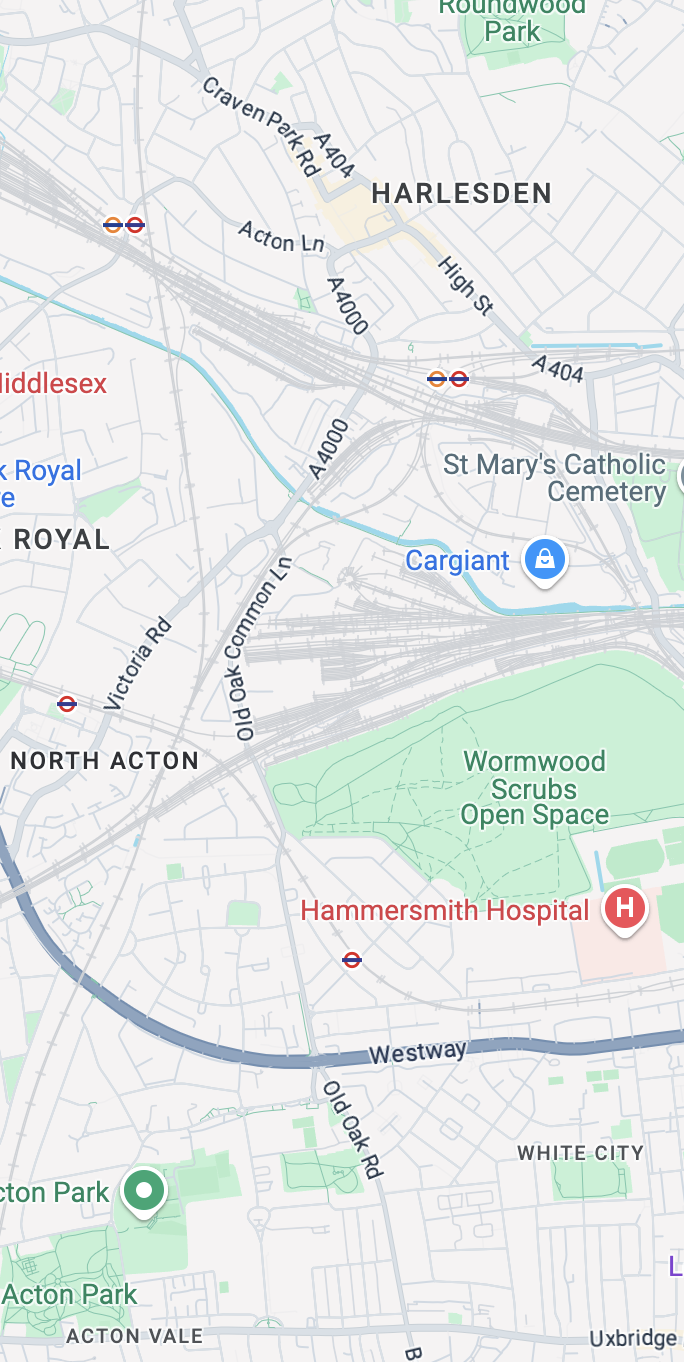 Roundwood
Park
Craven Park Rd
A404
HARLESDEN
Acton Ln
High St
A4000
A404
iddlesex
A4000
St Mary's Catholic
Cemetery
k Royal
re
ROYAL
Cargiant
Old Oak Common Ln
Victoria Rd
NORTH ACTON
Wormwood
Scrubs
Open Space
Hammersmith Hospital
H
Westway
Old Oak Rd
WHITE CITY
cton Park
L
Acton Park
ACTON VALE
Uxbridge
B